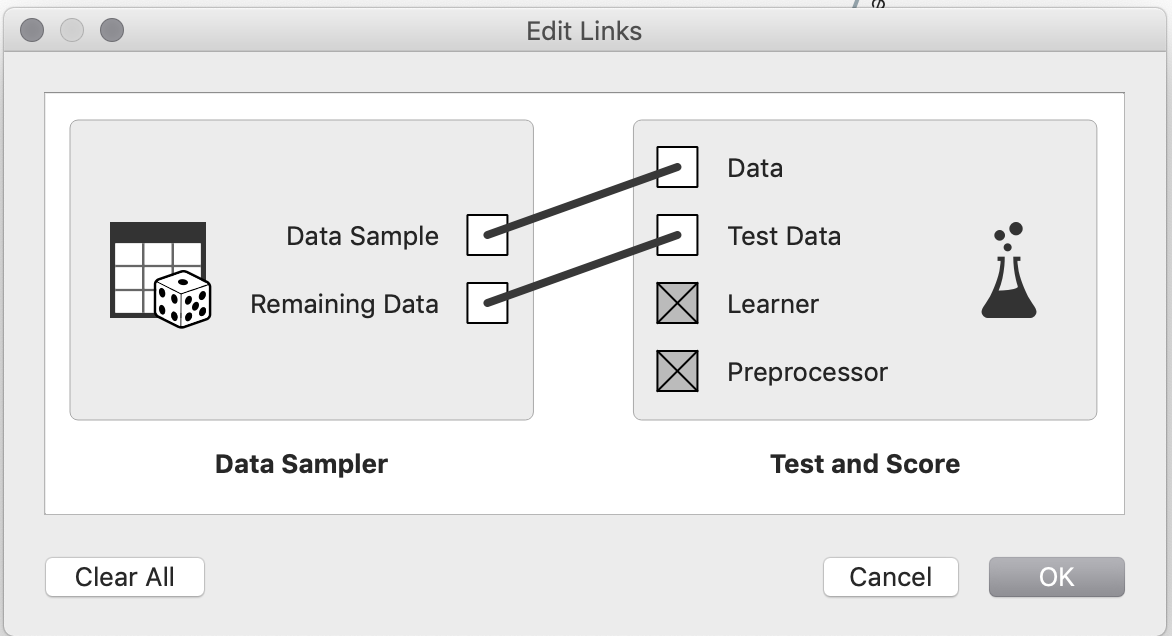 Edit Links
Data Sample
Remaining Data
Data
Test Data
Learner
Preprocessor
Data Sampler
Test and Score
Clear All
Cancel
OK